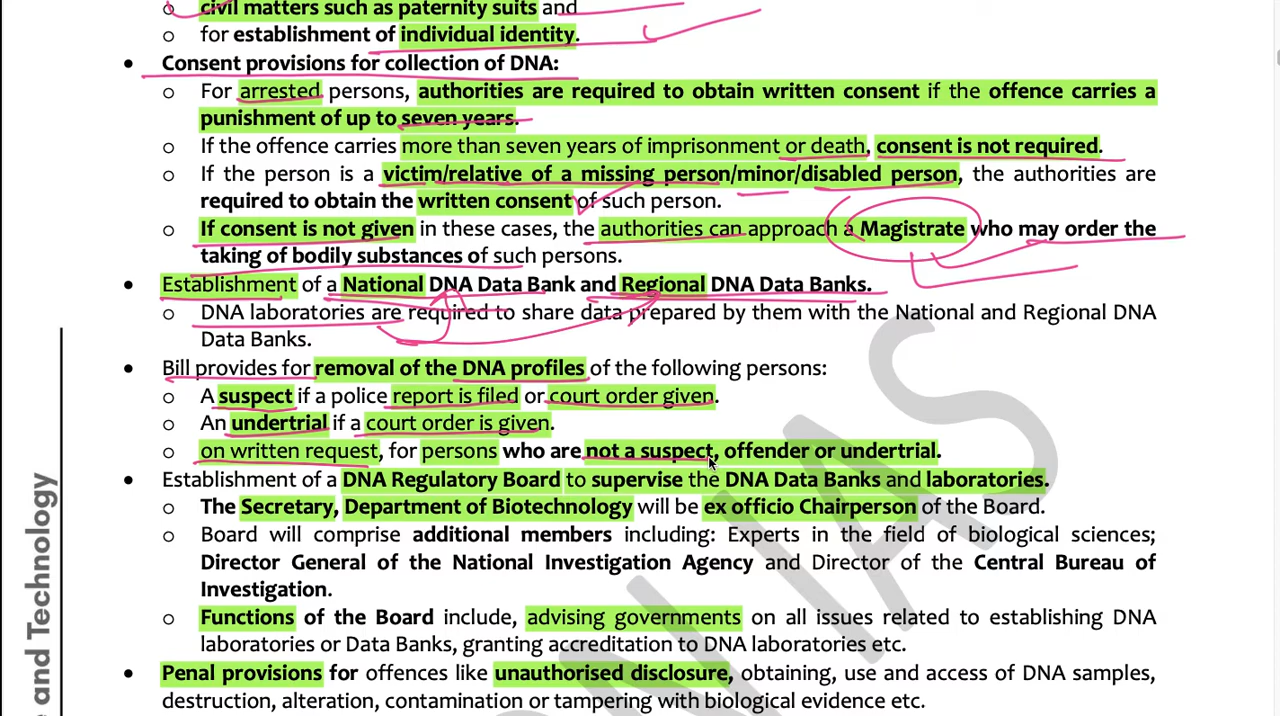 o civil matters such as paternity suits and
o for establishment of individual identity.
• Consent provisions for collection of DNA:
o For arrested persons, authorities are required to obtain written consent if the offence carries a
punishment of up to seven years.
o If the offence carries more than seven years of imprisonment or death, consent is not required.
o If the person is a victim/relative of a missing person/minor/disabled person, the authorities are
required to obtain the written consent of such person.
o If consent is not given in these cases, the authorities can approach a Magistrate who may order the
taking of bodily substances of such persons.
• Establishment of a National DNA Data Bank and Regional DNA Data Banks.
o DNA laboratories are required to share data prepared by them with the National and Regional DNA
Data Banks.
• Bill provides for removal of the DNA profiles of the following persons:
o A suspect if a police report is filed or court order given.
o An undertrial if a court order is given.
o on written request, for persons who are not a suspect, offender or undertrial.
• Establishment of a DNA Regulatory Board to supervise the DNA Data Banks and laboratories.
o The Secretary, Department of Biotechnology will be ex officio Chairperson of the Board.
o Board will comprise additional members including: Experts in the field of biological sciences;
Director General of the National Investigation Agency and Director of the Central Bureau of
Investigation.
o Functions of the Board include, advising governments on all issues related to establishing DNA
laboratories or Data Banks, granting accreditation to DNA laboratories etc.
• Penal provisions for offences like unauthorised disclosure, obtaining, use and access of DNA samples,
destruction, alteration, contamination or tampering with biological evidence etc.
and Technology
N IAS